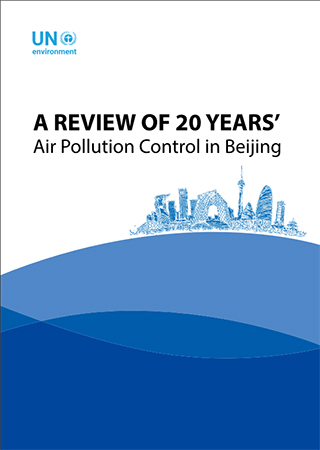 UN
environment
A REVIEW OF 20 YEARS'
Air Pollution Control in Beijing